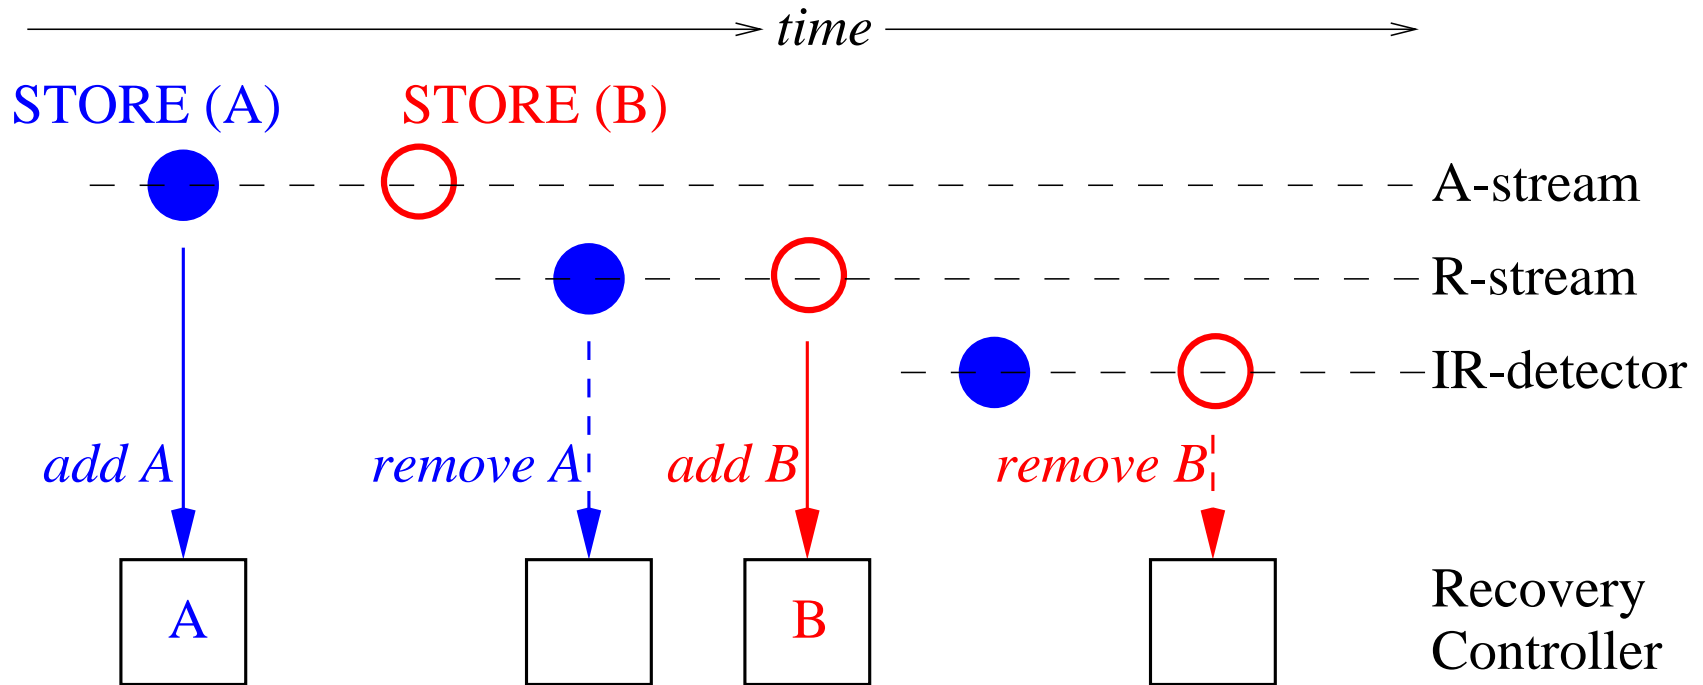 time
STORE (A)
STORE (B)
A-stream
R-stream
IR-detector
add A
remove A
add B
remove B
A
B
Recovery
Controller